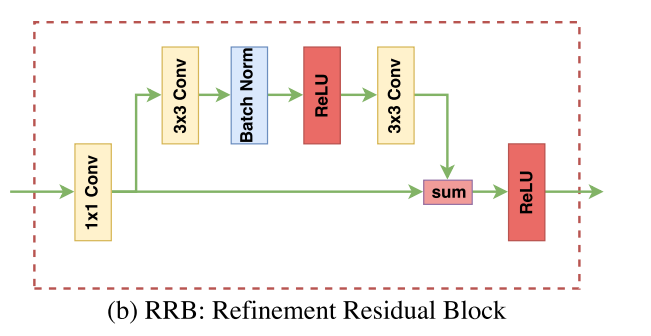 3x3 Conv
Batch Norm
ReLU
3x3 Conv
1x1 Conv
sum
ReLU
(b) RRB: Refinement Residual Block